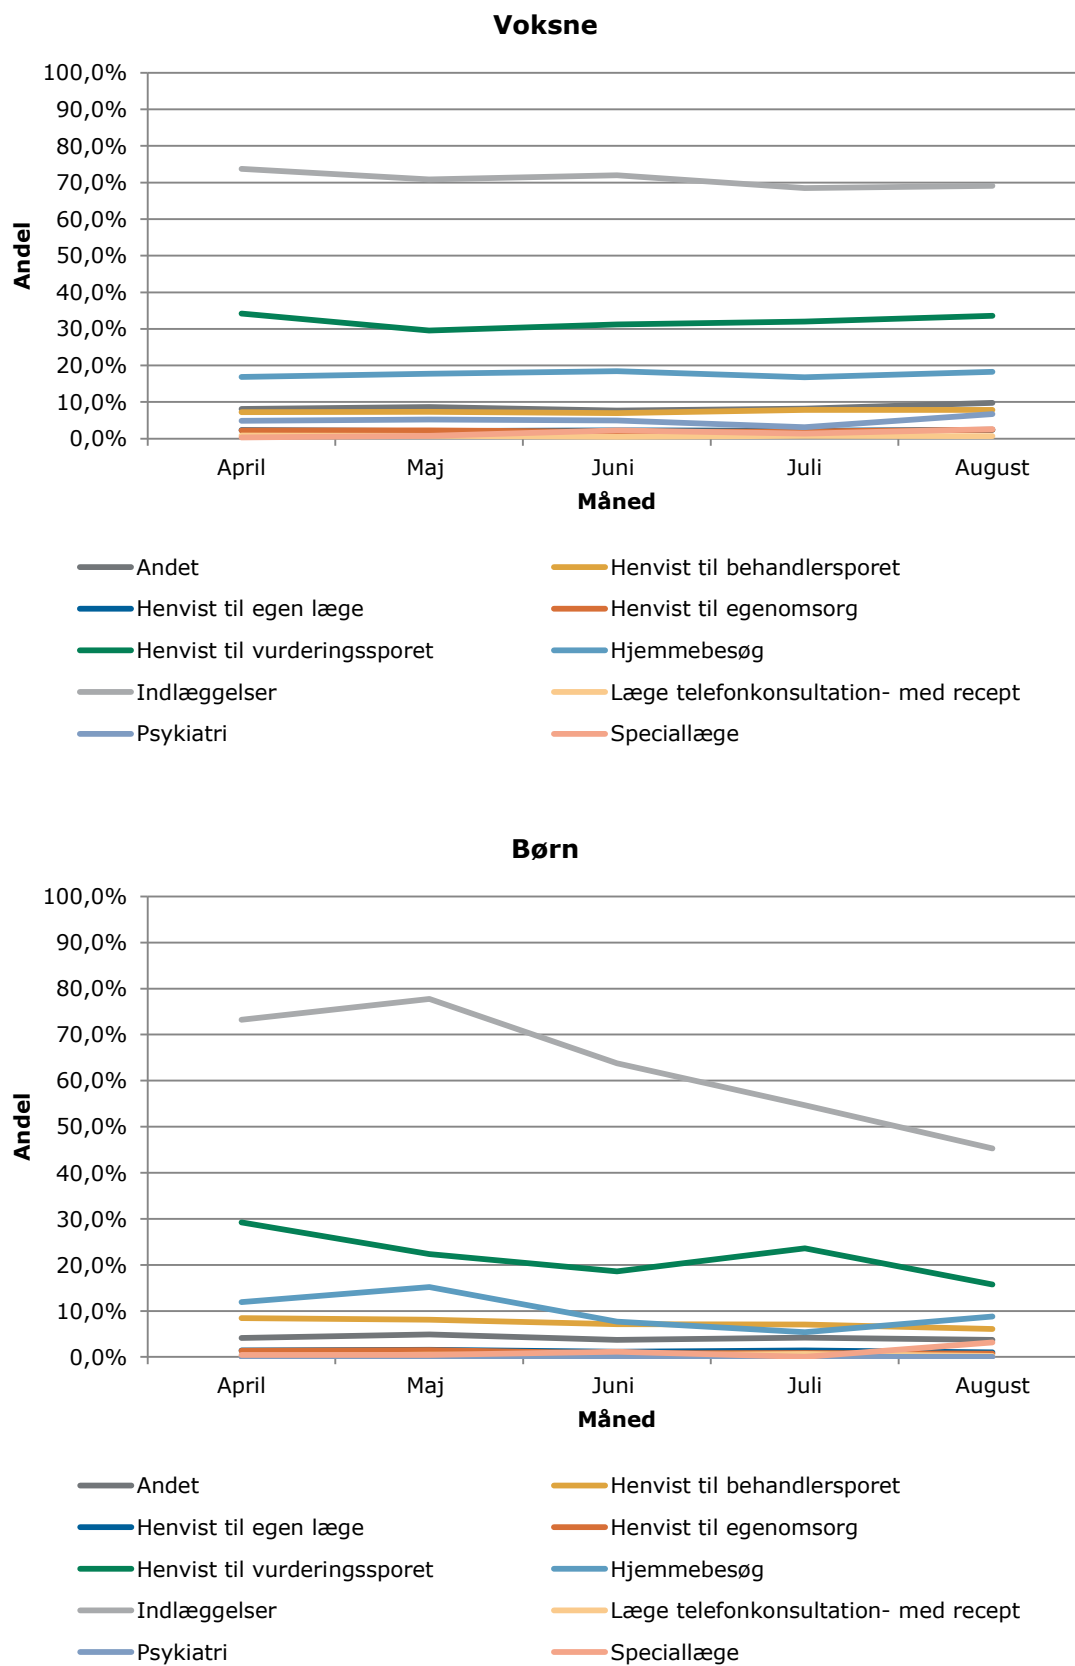 Voksne
100,0%
90,0%
80,0%
70,0%
60,0%
50,0%
40,0%
30,0%
20,0%
10,0%
0,0%
Andel
April Maj Juni Juli August
Måned
Andet Henvist til behandlersporet
Henvist til egen læge Henvist til egenomsorg
Henvist til vurderingssporet Hjemmebesøg
Indlæggelser Læge telefonkonsultation- med recept
Psykiatri Speciallæge
Børn
100,0%
90,0%
80,0%
70,0%
60,0%
50,0%
40,0%
30,0%
20,0%
10,0%
0,0%
Andel
April Maj Juni Juli August
Måned
Andet Henvist til behandlersporet
Henvist til egen læge Henvist til egenomsorg
Henvist til vurderingssporet Hjemmebesøg
Indlæggelser Læge telefonkonsultation- med recept
Psykiatri Speciallæge